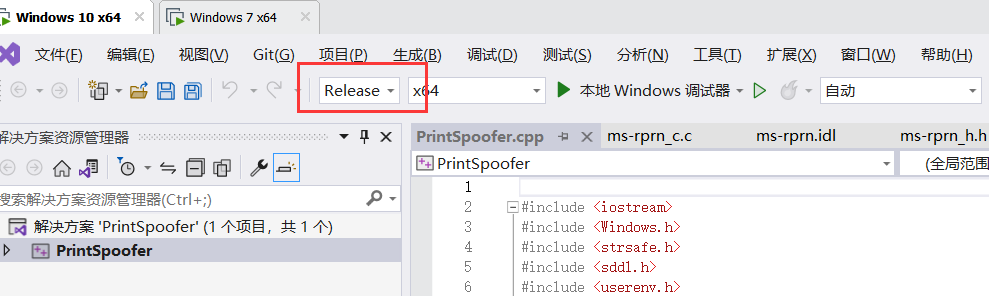 Windows 10 x64 Windows 7 x64
文件(F) 编辑(E) 视图(V) Git(G) 项目(P) 生成(B) 调试(D) 测试(S) 分析(N) 工具(T) 扩展(X) 窗口(W) 帮助(H)
Release x64 本地 Windows 调试器 自动
解决方案资源管理器
PrintSpoofer.cpp ms-rprn_c.c ms-rprn.idl ms-rprn_h.h
PrintSpoofer (全局范围
搜索解决方案资源管理器(Ctrl+;)
解决方案 'PrintSpoofer' (1 个项目，共 1 个)
PrintSpoofer
1
2 #include <iostream>
3 #include <Windows.h>
4 #include <strsafe.h>
5 #include <sddl.h>
6 #include <userenv.h>